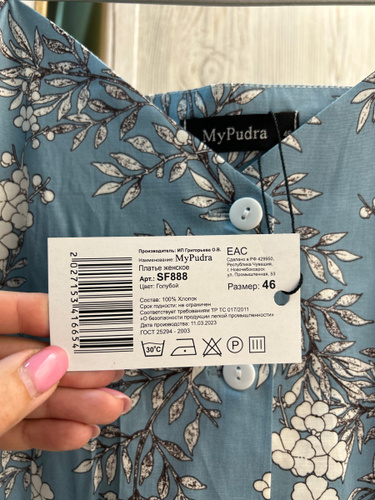 MyPudra
46
Производитель: ИП Григорьева О.В.
Наименование: MyPudra
Платье женское
Арт.: SF888
Цвет: Голубой
EAC
Сделано в РФ 429960,
Республика Чувашия,
г. Новочебоксарск
ул. Промышленная, 53
Размер: 46
Состав: 100% Хлопок
Срок годности: не ограничен
Соответствует требованиям ТР ТС 017/2011
«О безопасности продукции легкой промышленности»
Дата производства: 11.03.2023
ГОСТ 25294 - 2003
30°C
P